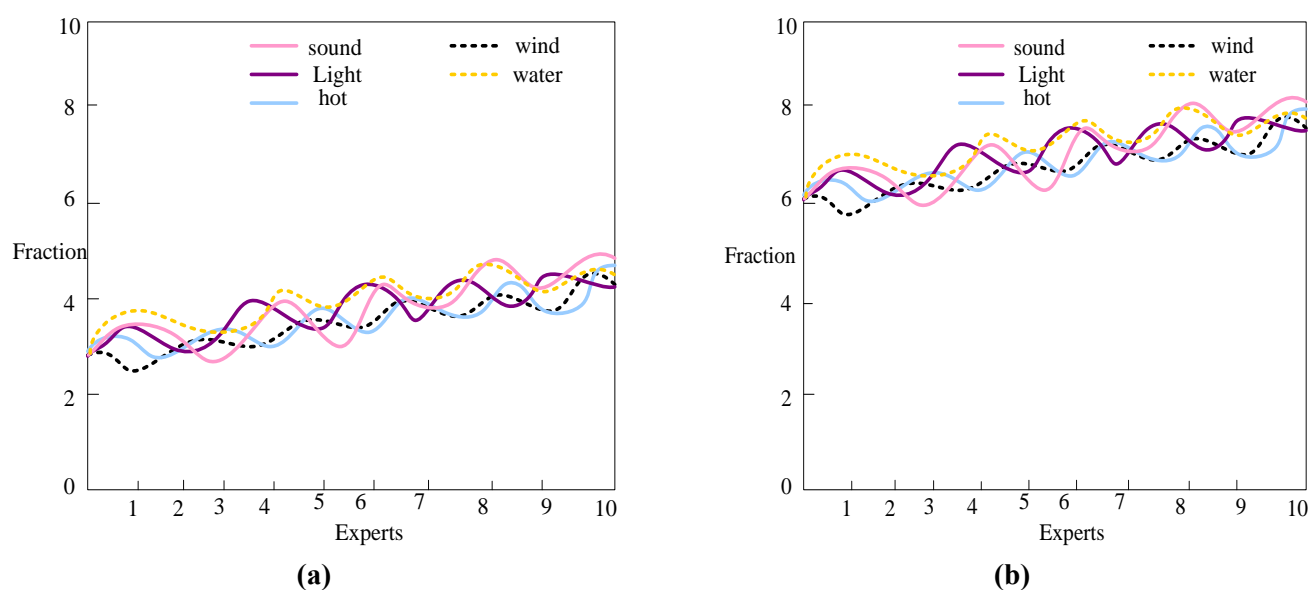 10
sound
wind
Light
water
hot
8
6
Fraction
4
2
0
1 2 3 4 5 6 7 8 9 10
Experts
(a)
10
sound
wind
Light
water
hot
8
6
Fraction
4
2
0
1 2 3 4 5 6 7 8 9 10
Experts
(b)